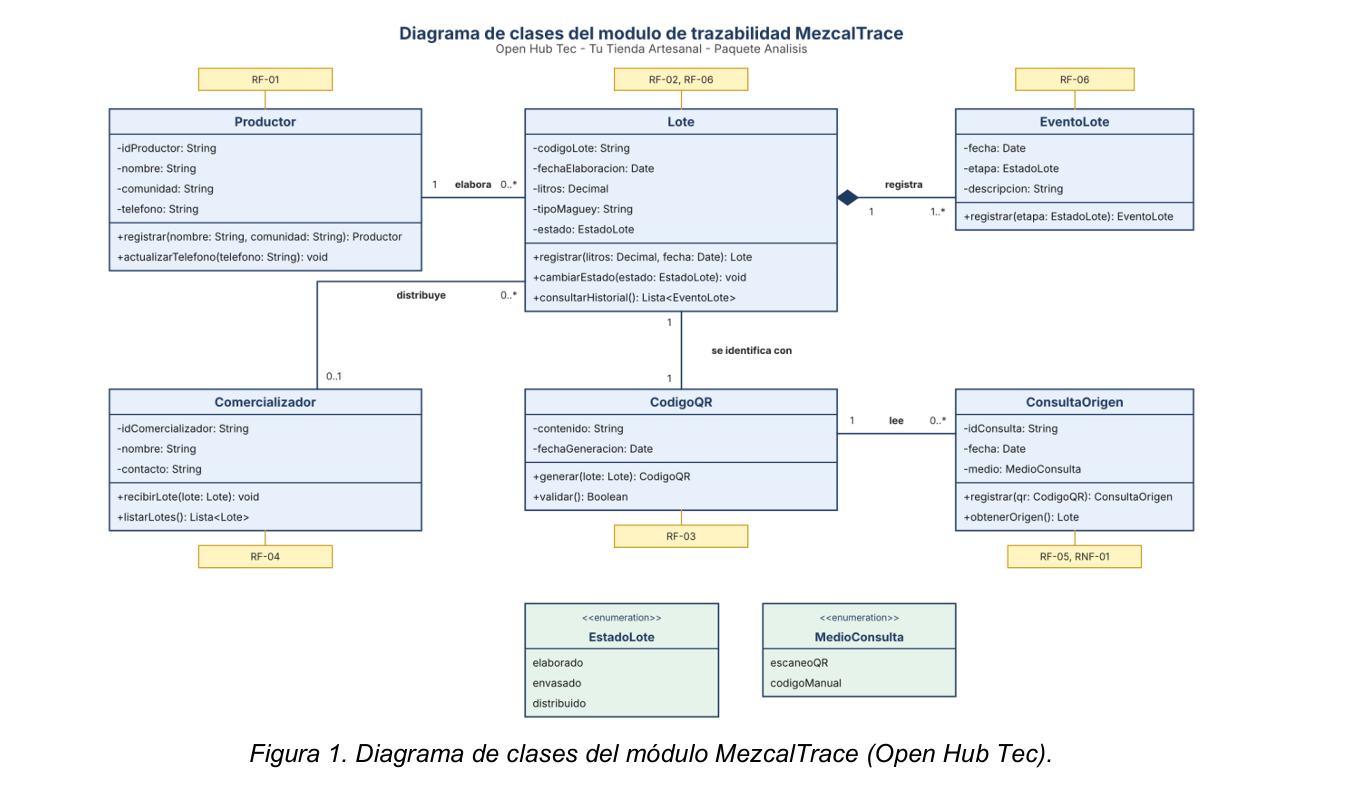 Diagrama de clases del modulo de trazabilidad MezcalTrace
Open Hub Tec - Tu Tienda Artesanal - Paquete Analisis
RF-01
Productor
-idProductor: String
-nombre: String
-comunidad: String
-telefono: String
+registrar(nombre: String, comunidad: String): Productor
+actualizarTelefono(telefono: String): void
1 elabora 0..*
RF-02, RF-06
Lote
-codigoLote: String
-fechaElaboracion: Date
-litros: Decimal
-tipoMaguey: String
-estado: EstadoLote
+registrar(litros: Decimal, fecha: Date): Lote
+cambiarEstado(estado: EstadoLote): void
+consultarHistorial(): Lista<EventoLote>
registra
1 1..*
RF-06
EventoLote
-fecha: Date
-etapa: EstadoLote
-descripcion: String
+registrar(etapa: EstadoLote): EventoLote
distribuye 0..*
0..1
1
se identifica con
1
Comercializador
-idComercializador: String
-nombre: String
-contacto: String
+recibirLote(lote: Lote): void
+listarLotes(): Lista<Lote>
RF-04
CodigoQR
-contenido: String
-fechaGeneracion: Date
+generar(lote: Lote): CodigoQR
+validar(): Boolean
RF-03
1 lee 0..*
ConsultaOrigen
-idConsulta: String
-fecha: Date
-medio: MedioConsulta
+registrar(qr: CodigoQR): ConsultaOrigen
+obtenerOrigen(): Lote
RF-05, RNF-01
<<enumeration>>
EstadoLote
elaborado
envasado
distribuido
<<enumeration>>
MedioConsulta
escaneoQR
codigoManual
Figura 1. Diagrama de clases del módulo MezcalTrace (Open Hub Tec).